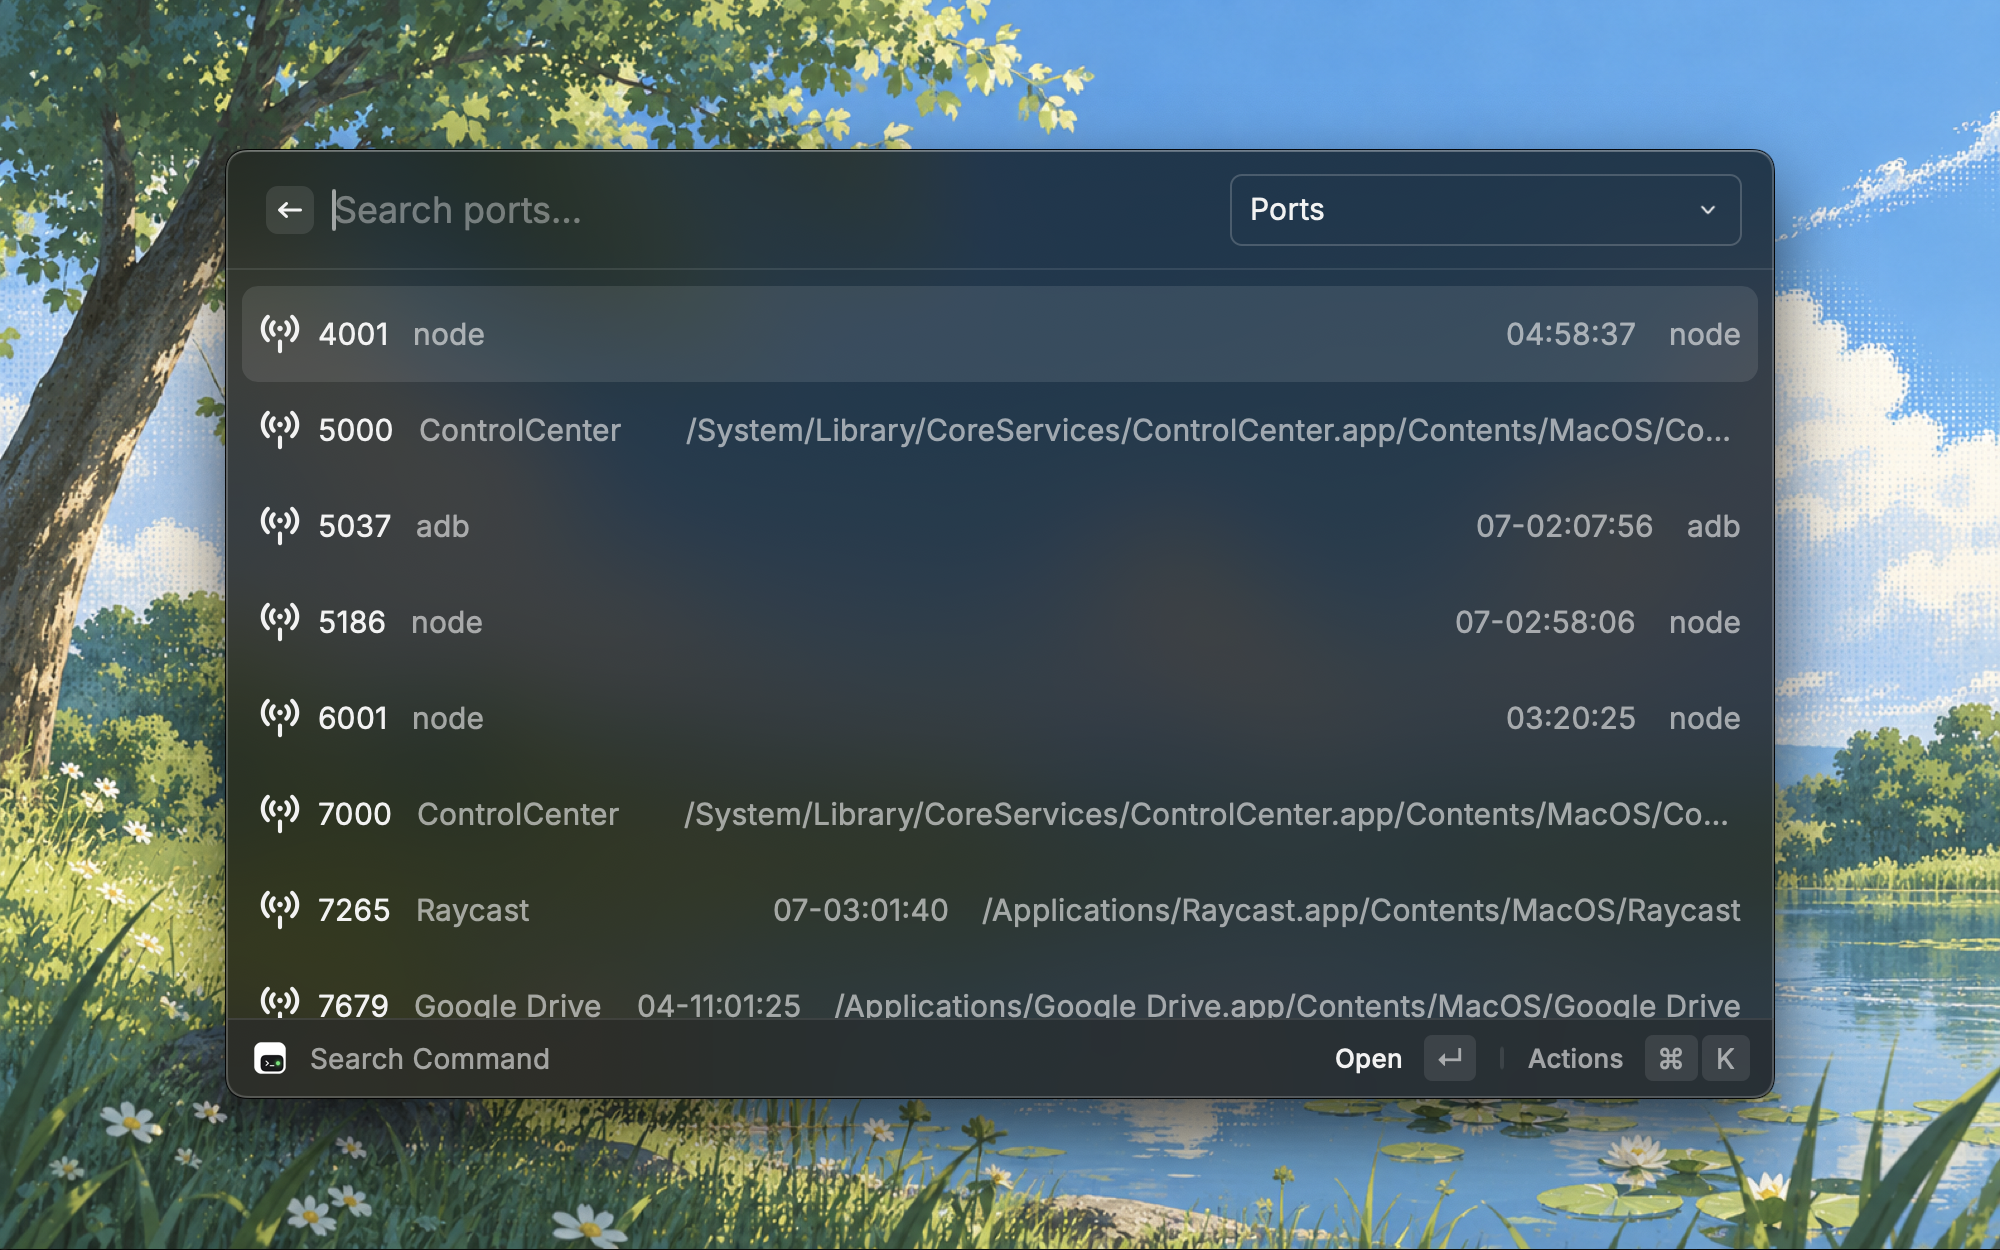 Search ports...
Ports
4001 node 04:58:37 node
5000 ControlCenter /System/Library/CoreServices/ControlCenter.app/Contents/MacOS/Co...
5037 adb 07-02:07:56 adb
5186 node 07-02:58:06 node
6001 node 03:20:25 node
7000 ControlCenter /System/Library/CoreServices/ControlCenter.app/Contents/MacOS/Co...
7265 Raycast 07-03:01:40 /Applications/Raycast.app/Contents/MacOS/Raycast
7679 Google Drive 04-11:01:25 /Applications/Google Drive.app/Contents/MacOS/Google Drive
Search Command Open Actions ⌘ K